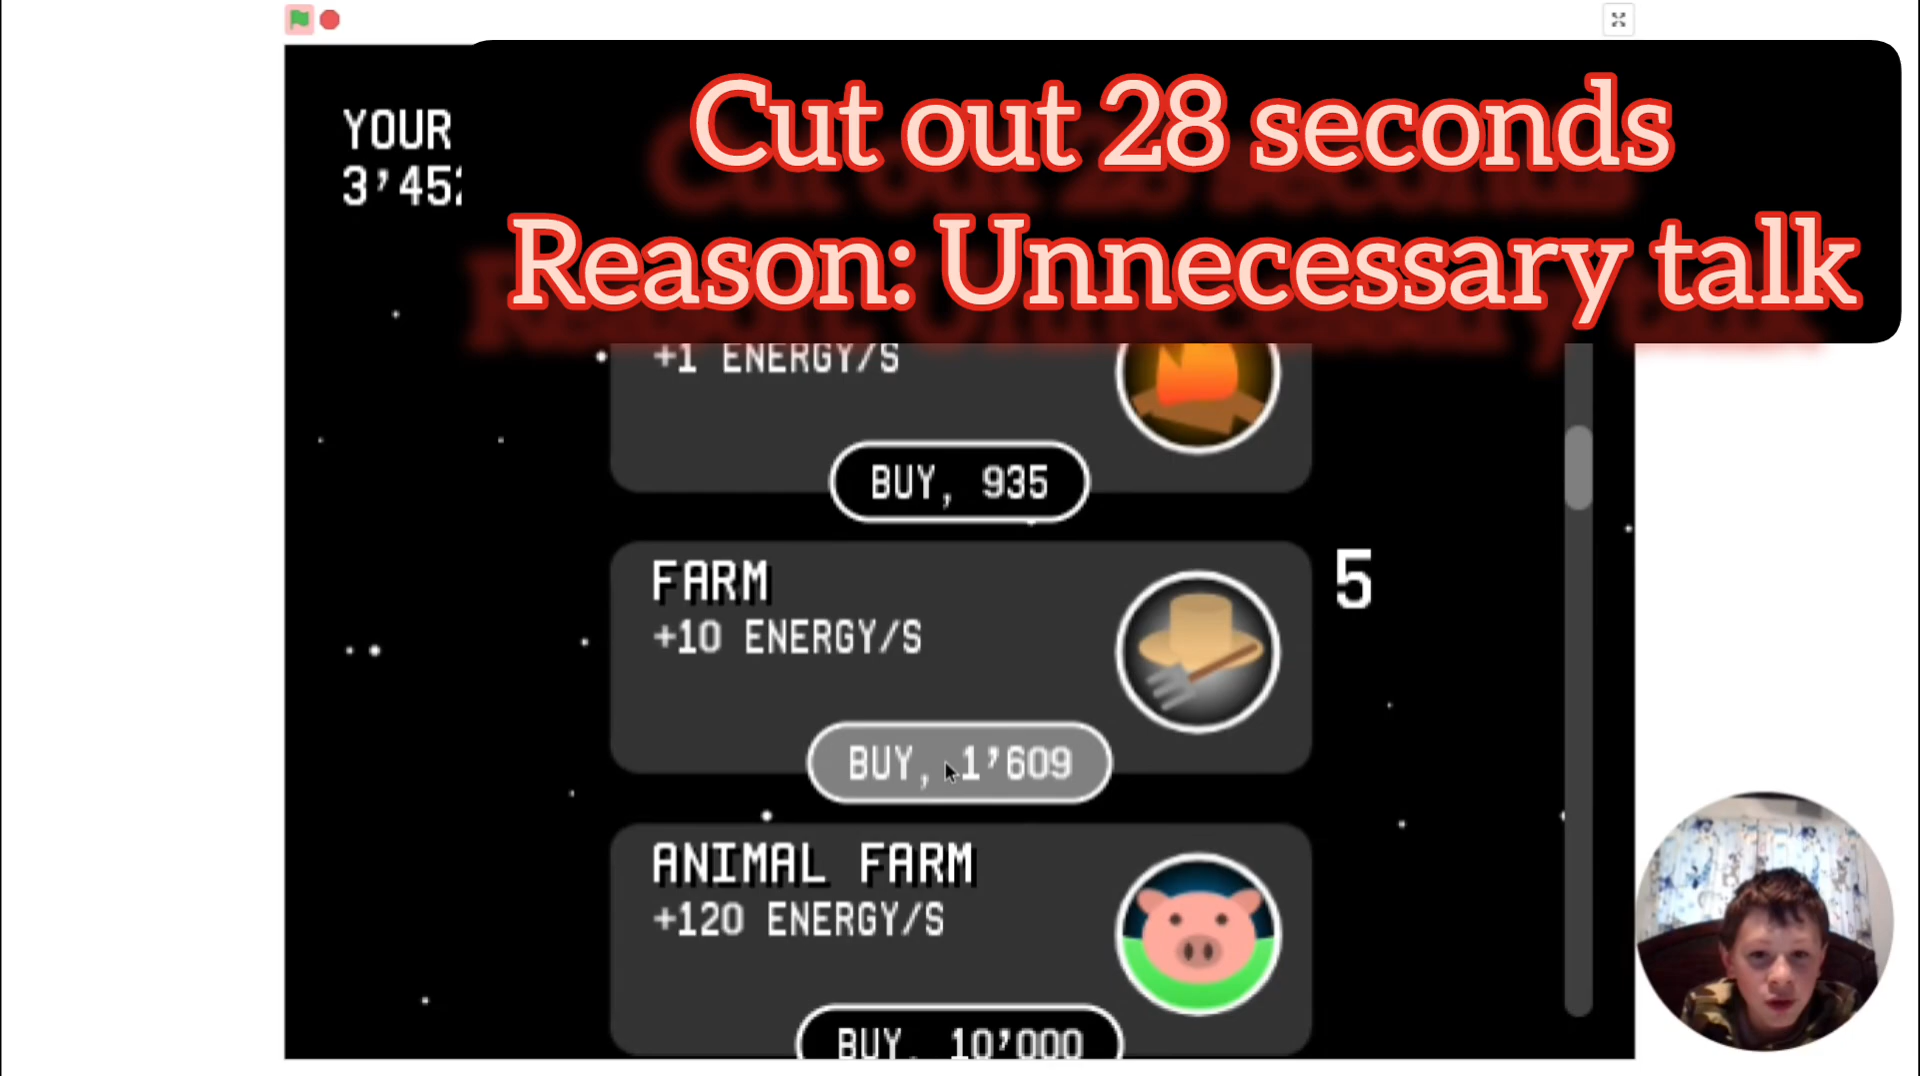 Cut out 28 seconds
Reason: Unnecessary talk
YOUR
3'45
+1 ENERGY/S
BUY, 935
FARM
5
+10 ENERGY/S
BUY, 1'609
ANIMAL FARM
+120 ENERGY/S
BUY, 10'000